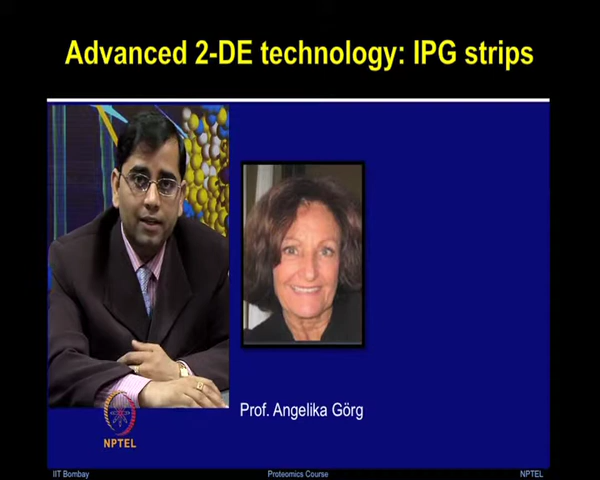 Advanced 2-DE technology: IPG strips
Prof. Angelika Görg
NPTEL
IIT Bombay
Proteomics Course
NPTEL